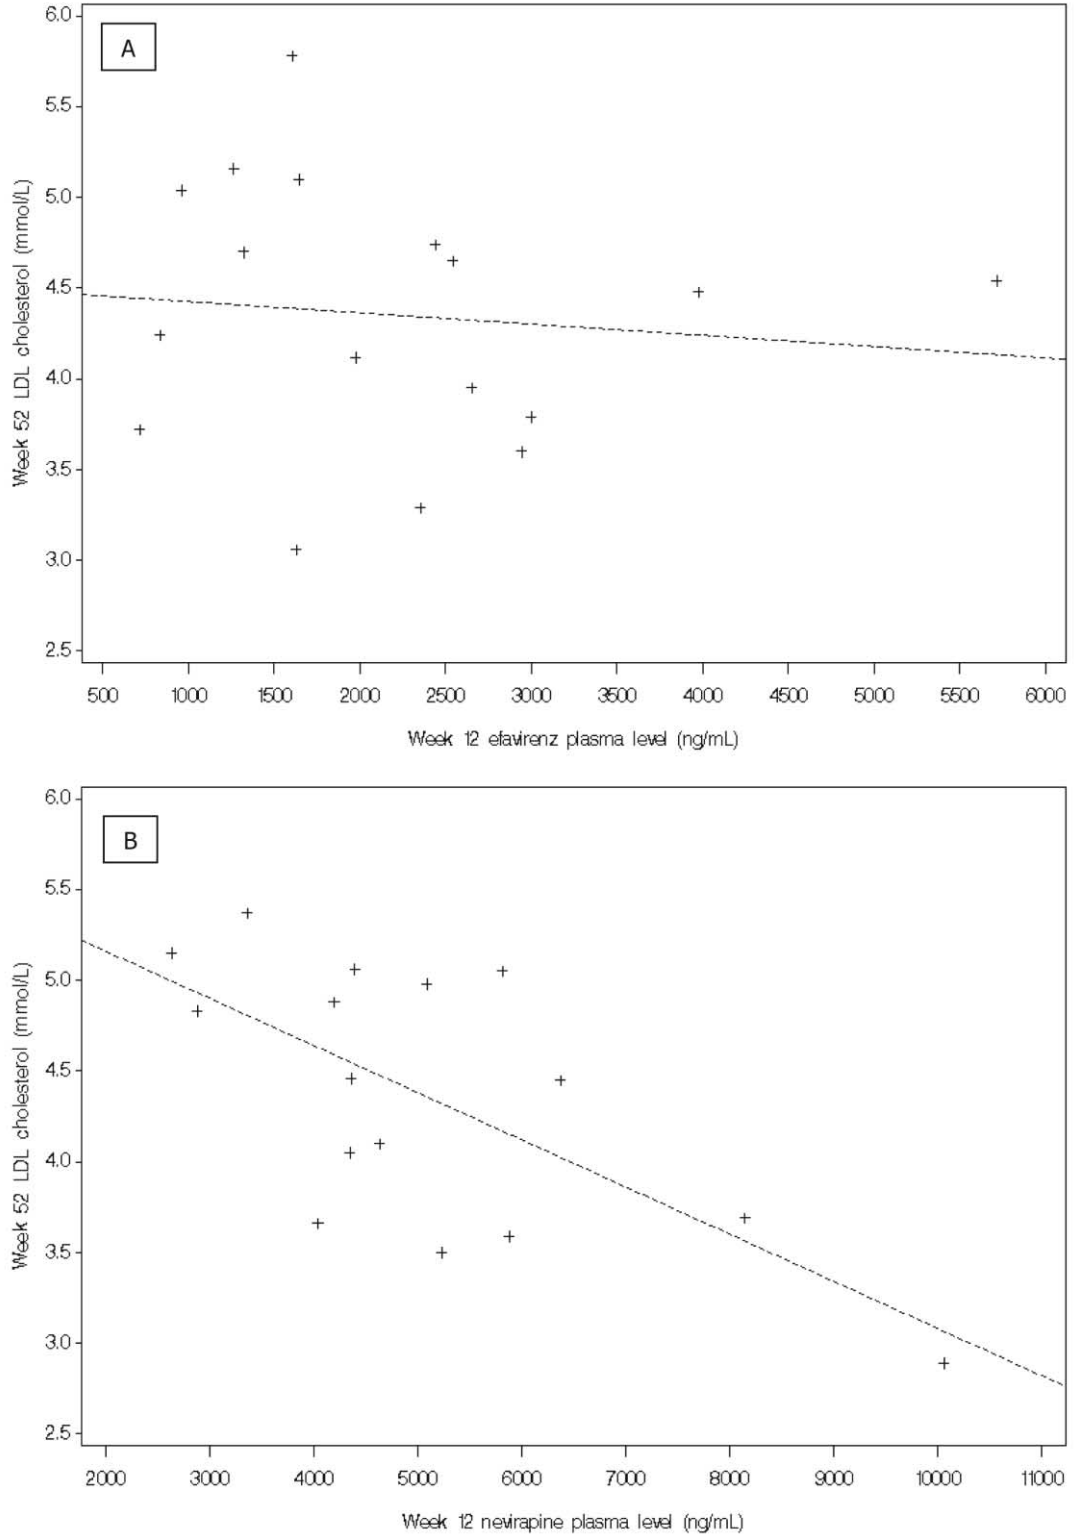 A
6.0
5.5
5.0
4.5
4.0
3.5
3.0
2.5
Week 52 LDL cholesterol (mmol/L)
500 1000 1500 2000 2500 3000 3500 4000 4500 5000 5500 6000
Week 12 efavirenz plasma level (ng/mL)
B
6.0
5.5
5.0
4.5
4.0
3.5
3.0
2.5
Week 52 LDL cholesterol (mmol/L)
2000 3000 4000 5000 6000 7000 8000 9000 10000 11000
Week 12 nevirapine plasma level (ng/mL)